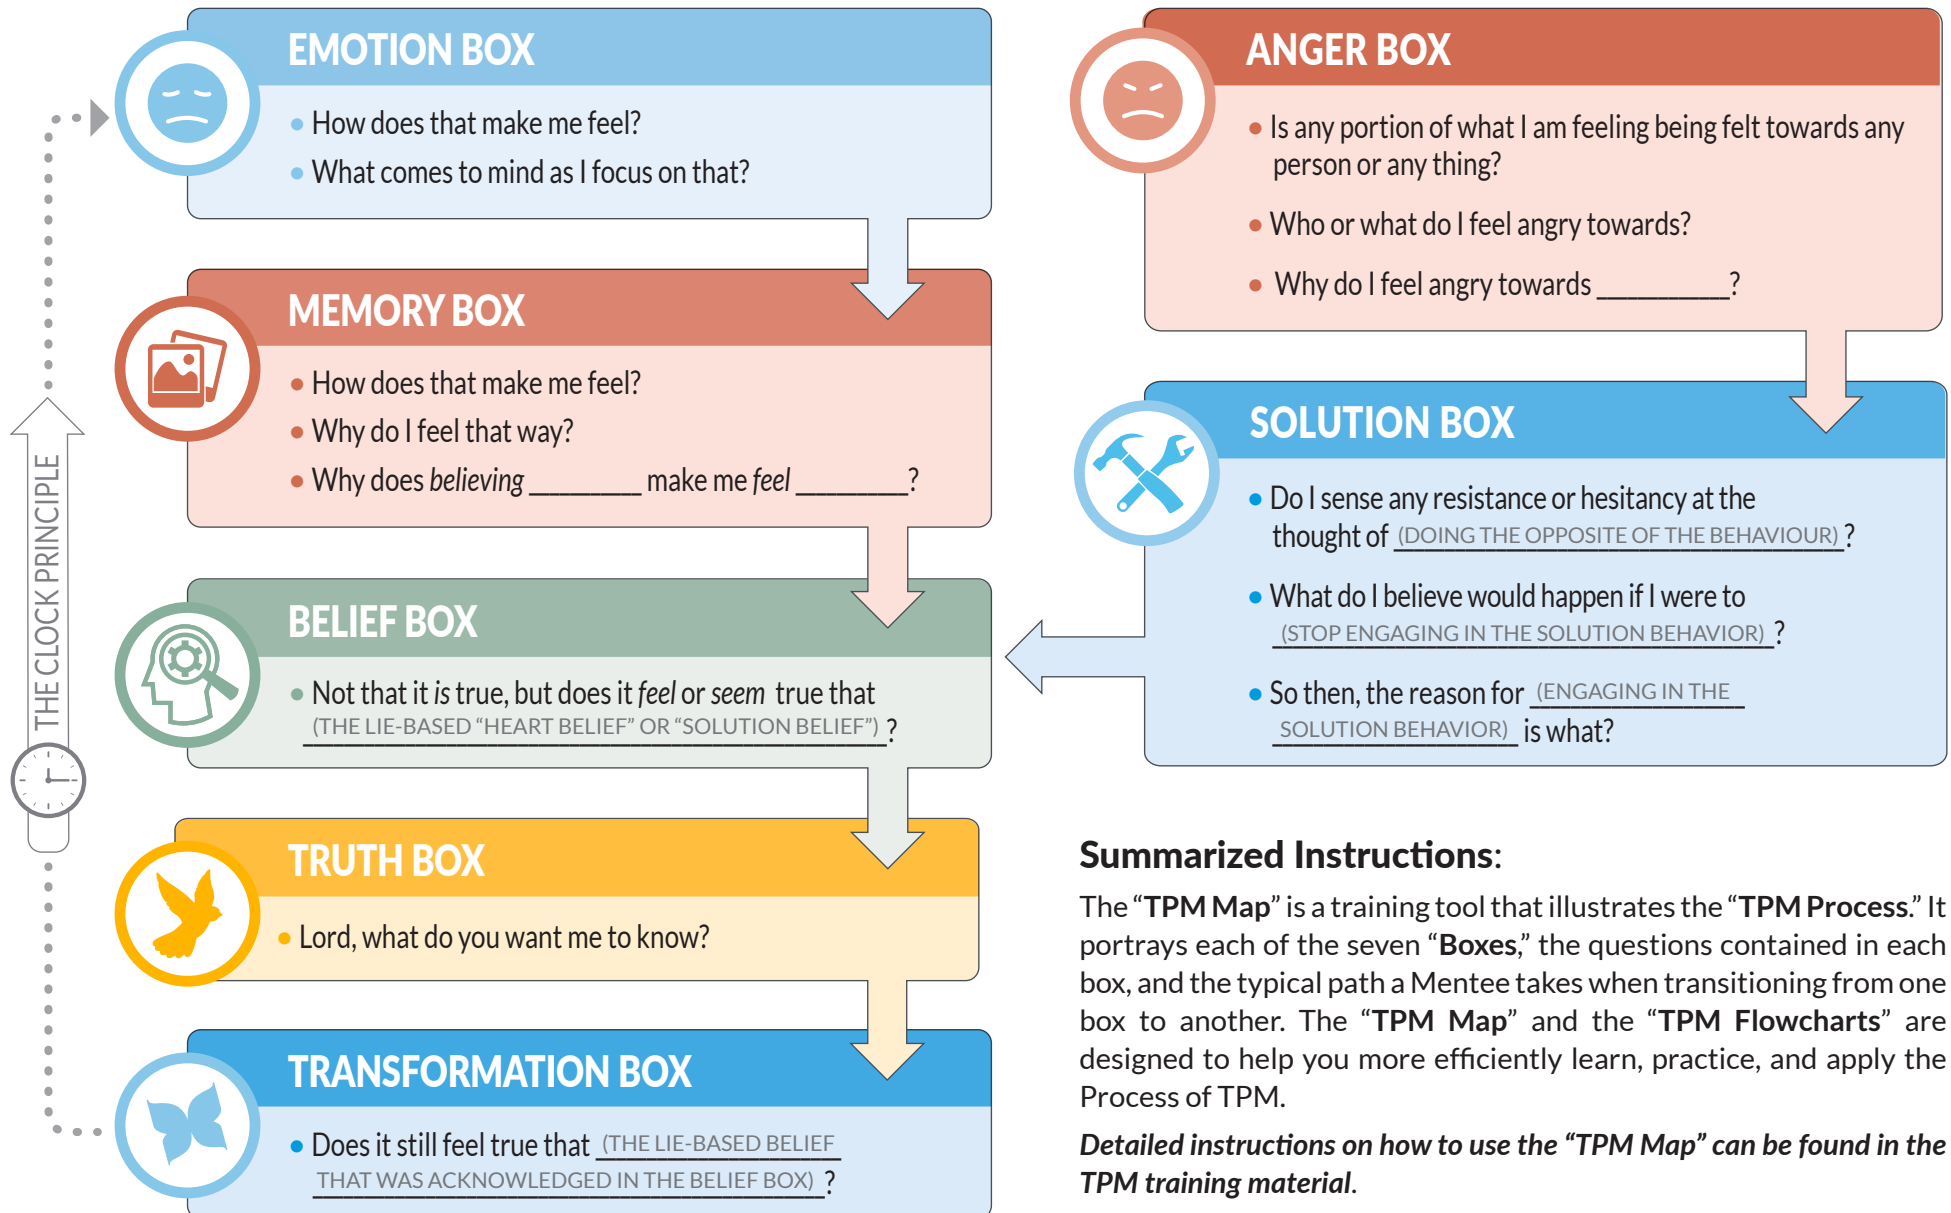 THE CLOCK PRINCIPLE
EMOTION BOX
• How does that make me feel?
• What comes to mind as I focus on that?
MEMORY BOX
• How does that make me feel?
• Why do I feel that way?
• Why does believing __________ make me feel __________?
BELIEF BOX
• Not that it is true, but does it feel or seem true that
(THE LIE-BASED “HEART BELIEF” OR “SOLUTION BELIEF”) ?
TRUTH BOX
• Lord, what do you want me to know?
TRANSFORMATION BOX
• Does it still feel true that (THE LIE-BASED BELIEF
THAT WAS ACKNOWLEDGED IN THE BELIEF BOX) ?
ANGER BOX
• Is any portion of what I am feeling being felt towards any
person or any thing?
• Who or what do I feel angry towards?
• Why do I feel angry towards __________?
SOLUTION BOX
• Do I sense any resistance or hesitancy at the
thought of (DOING THE OPPOSITE OF THE BEHAVIOUR) ?
• What do I believe would happen if I were to
(STOP ENGAGING IN THE SOLUTION BEHAVIOR) ?
• So then, the reason for (ENGAGING IN THE
SOLUTION BEHAVIOR) is what?
Summarized Instructions:
The “TPM Map” is a training tool that illustrates the “TPM Process.” It
portrays each of the seven “Boxes,” the questions contained in each
box, and the typical path a Mentee takes when transitioning from one
box to another. The “TPM Map” and the “TPM Flowcharts” are
designed to help you more efficiently learn, practice, and apply the
Process of TPM.
Detailed instructions on how to use the “TPM Map” can be found in the
TPM training material.